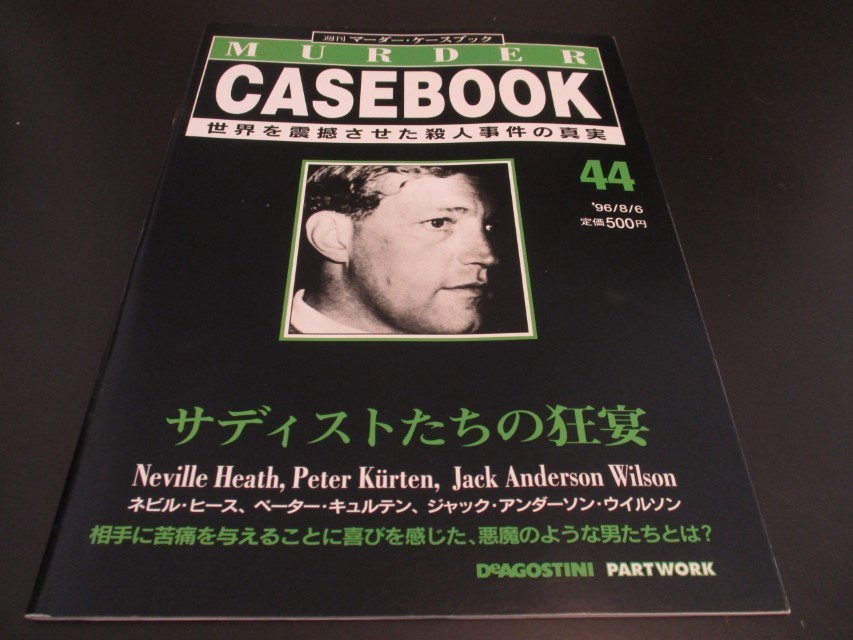 週刊 マーダー・ケースブック
MURDER
CASEBOOK
世界を震撼させた殺人事件の真実
44
'96/8/6
定価500円
サディストたちの狂宴
Neville Heath, Peter Kürten, Jack Anderson Wilson
ネビル・ヒース、ペーター・キュルテン、ジャック・アンダーソン・ウイルソン
相手に苦痛を与えることに喜びを感じた、悪魔のような男たちとは?
DeAGOSTINI PARTWORK